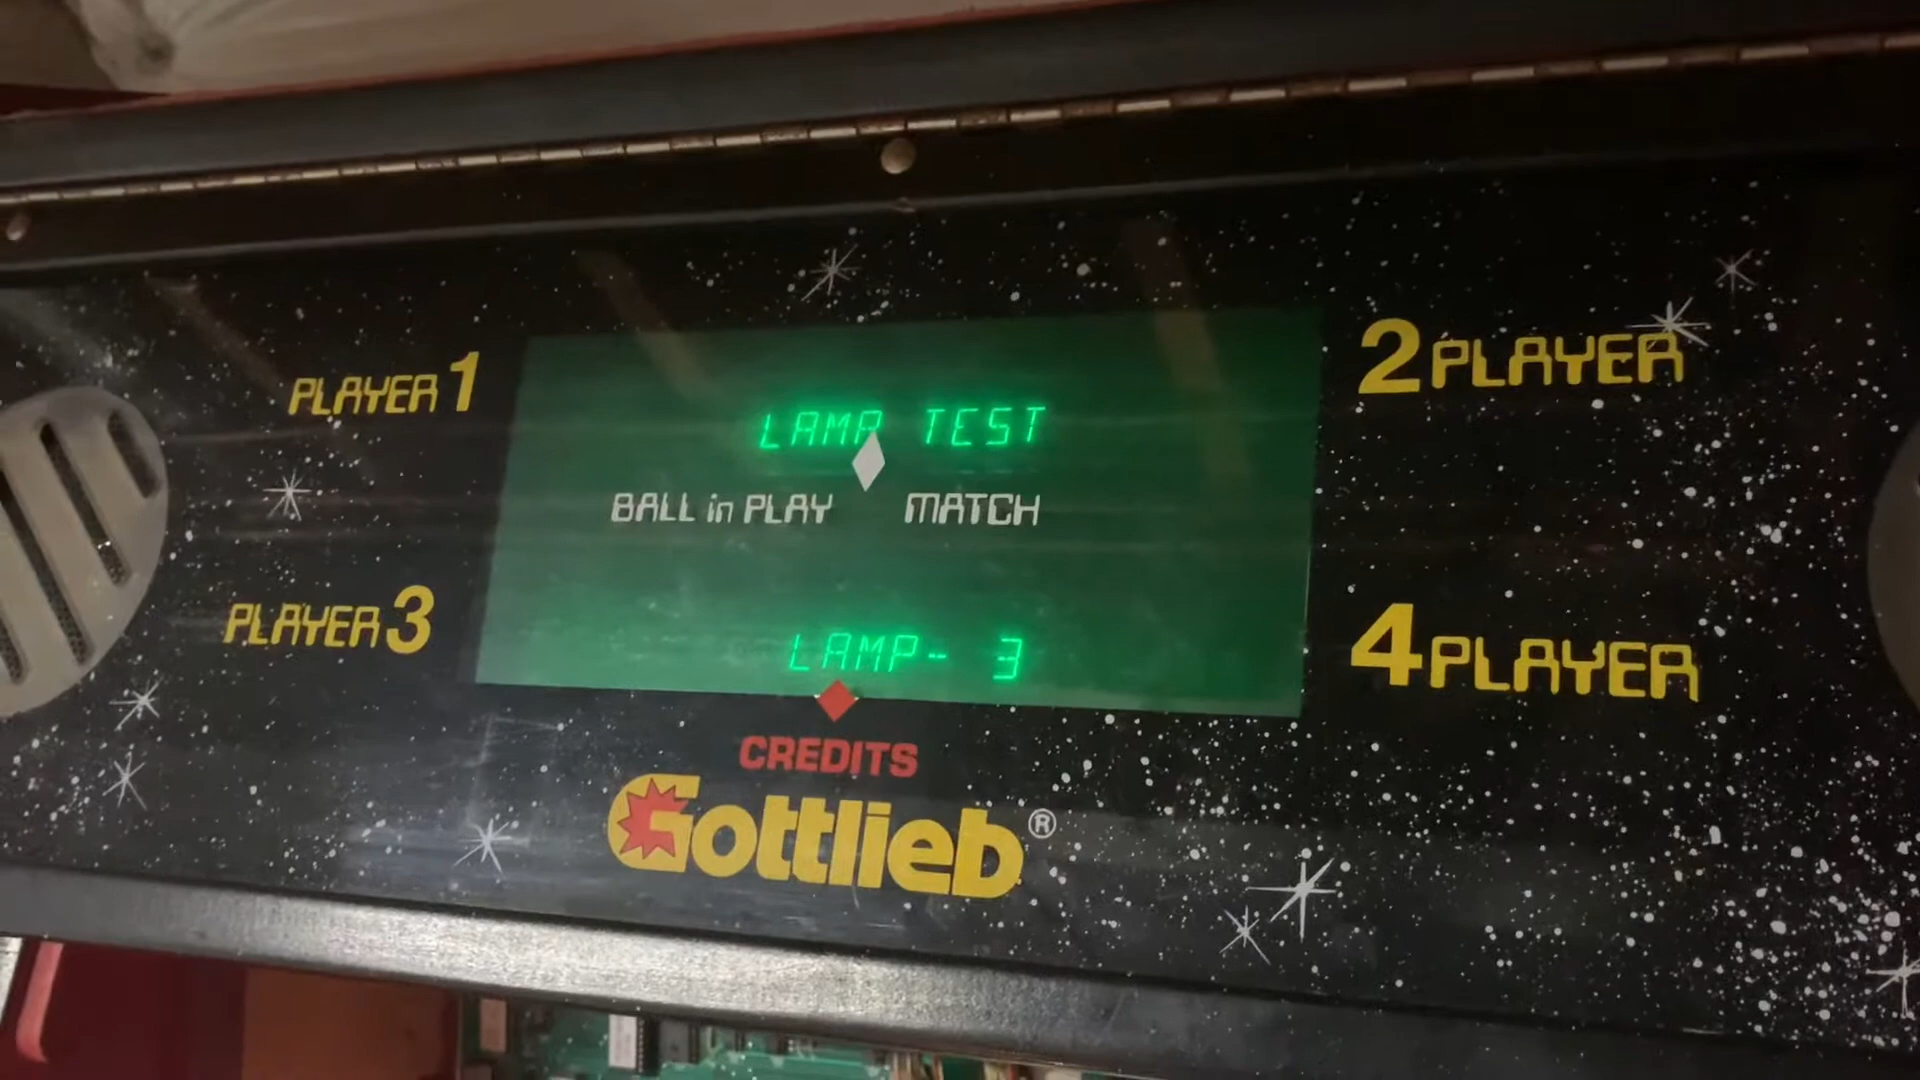 PLAYER 1
2 PLAYER
LAMP TEST
BALL in PLAY MATCH
PLAYER 3
4 PLAYER
LAMP- 3
CREDITS
Gottlieb®